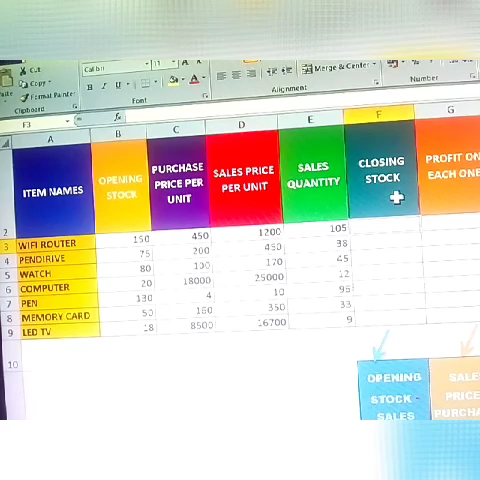 Cut
Copy
Format Painter
Clipboard
Calibri
11
B I U
Font
Merge & Center
Alignment
Number
F3
fx
A B C D E F G
ITEM NAMES OPENING STOCK PURCHASE PRICE PER UNIT SALES PRICE PER UNIT SALES QUANTITY CLOSING STOCK PROFIT ON EACH ONE
2
3 WIFI ROUTER 150 450 1200 105
4 PENDIRIVE 75 200 450 38
5 WATCH 80 100 170 45
6 COMPUTER 20 18000 25000 12
7 PEN 130 4 10
8 MEMORY CARD 50 350 33
9 LED TV 18 8500 16700 9
10
OPENING STOCK - SALES
SALES PRICE